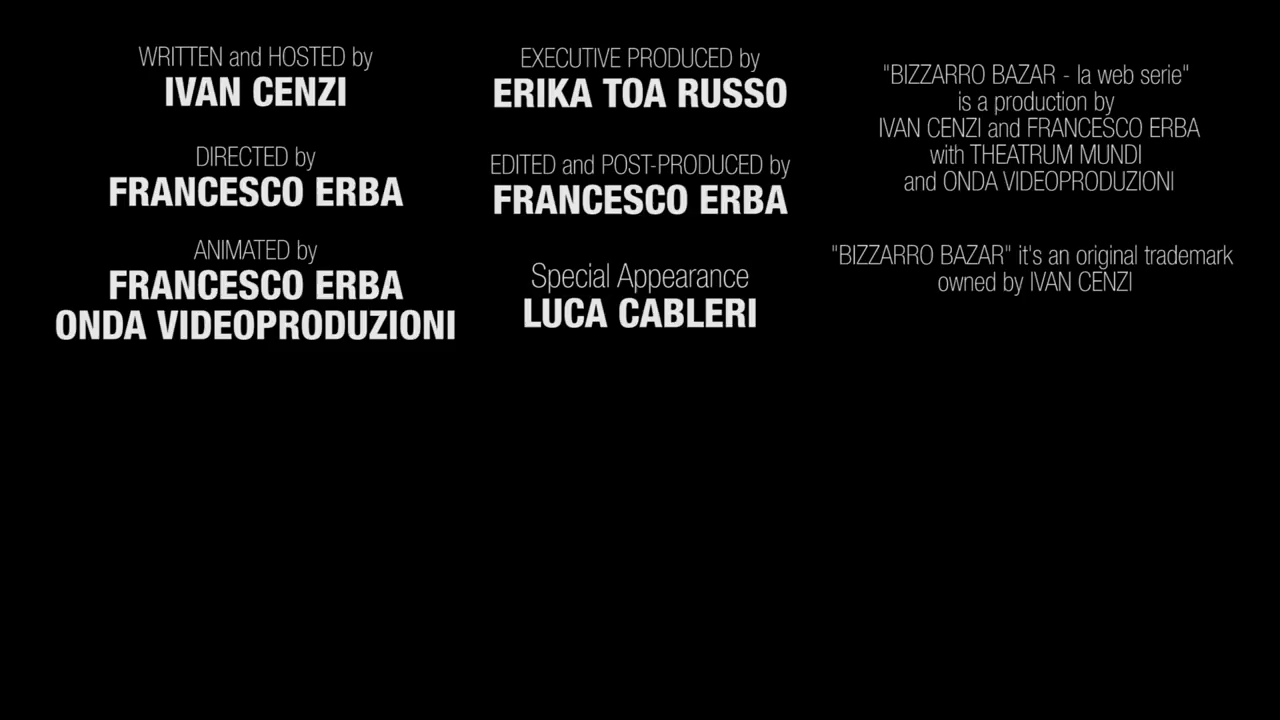 WRITTEN and HOSTED by
IVAN CENZI
DIRECTED by
FRANCESCO ERBA
ANIMATED by
FRANCESCO ERBA
ONDA VIDEOPRODUZIONI
EXECUTIVE PRODUCED by
ERIKA TOA RUSSO
EDITED and POST-PRODUCED by
FRANCESCO ERBA
Special Appearance
LUCA CABLERI
"BIZZARRO BAZAR - la web serie"
is a production by
IVAN CENZI and FRANCESCO ERBA
with THEATRUM MUNDI
and ONDA VIDEOPRODUZIONI
"BIZZARRO BAZAR" it's an original trademark
owned by IVAN CENZI